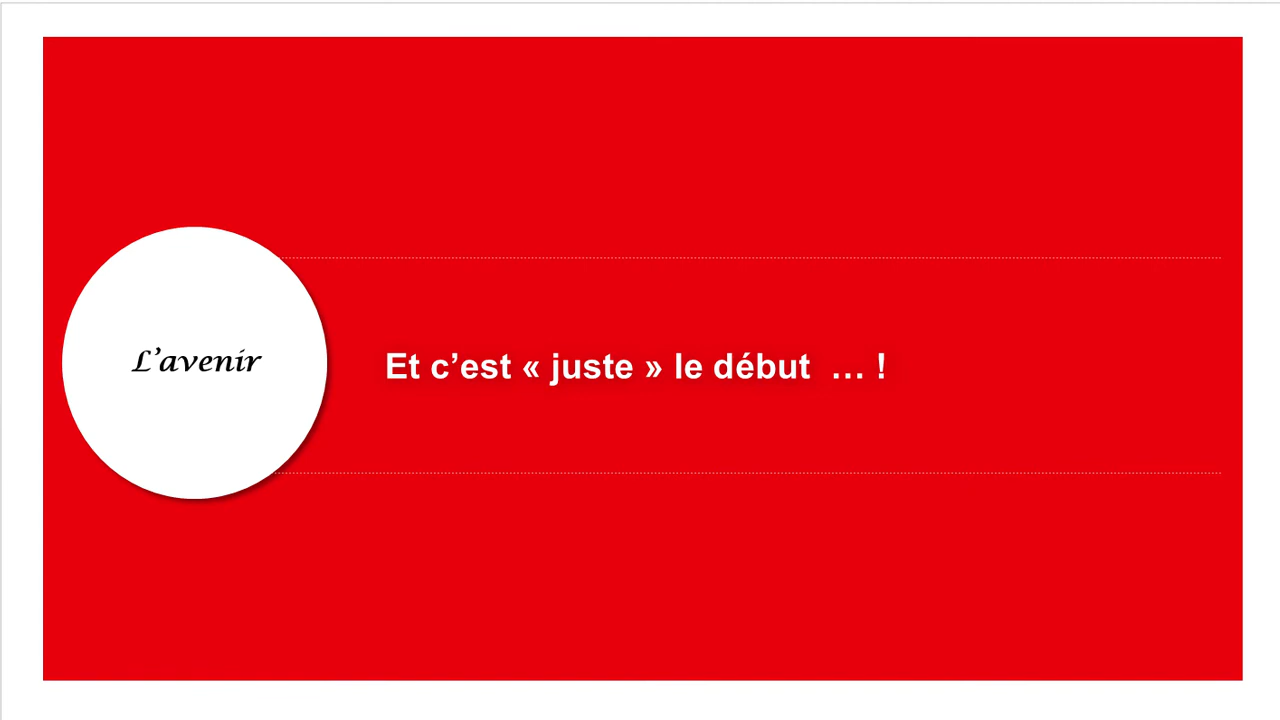 L’avenir
Et c’est « juste » le début  … !